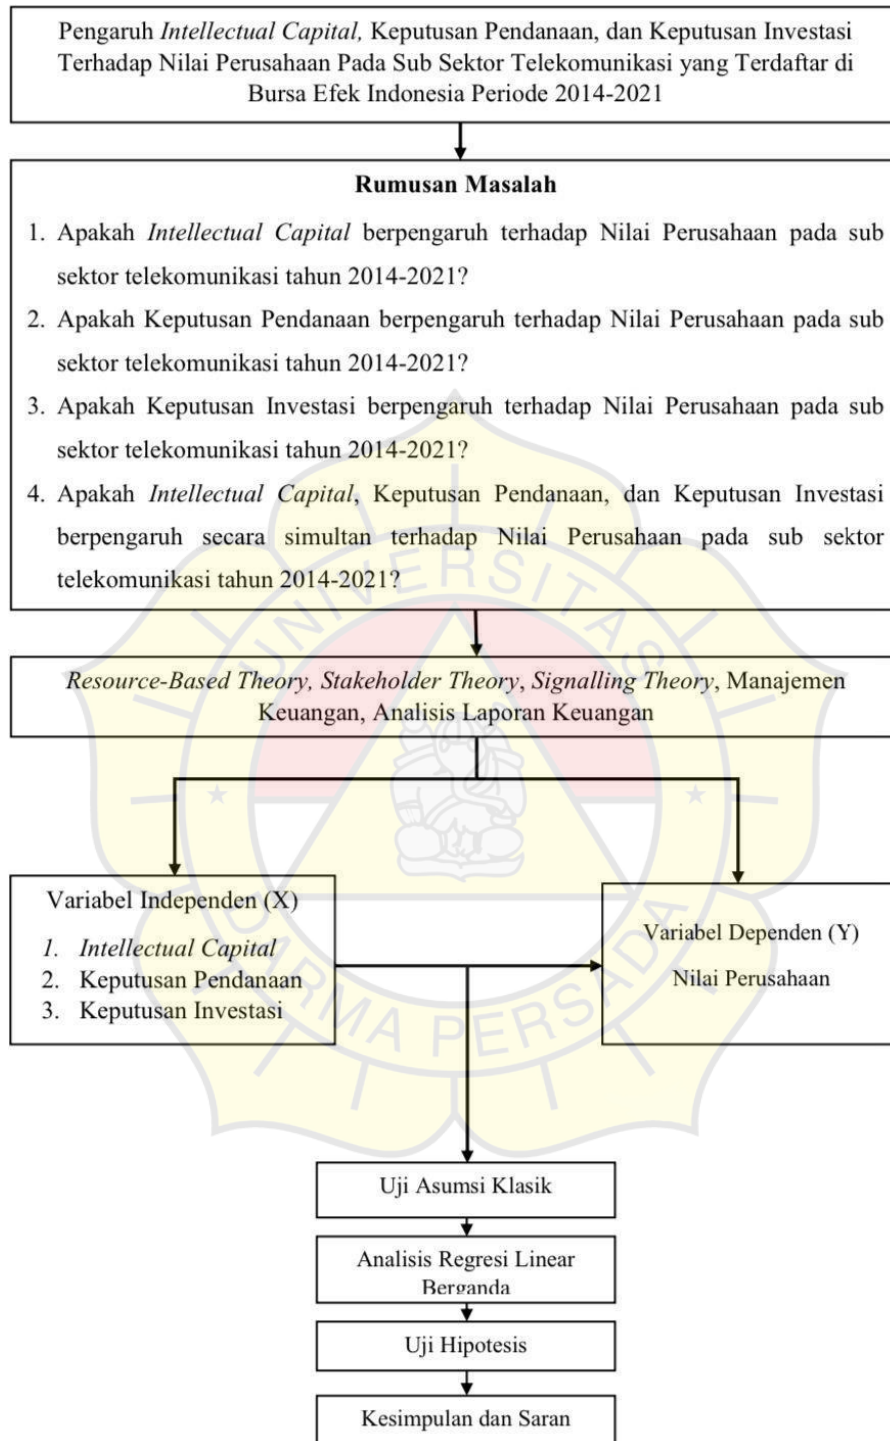 Pengaruh Intellectual Capital, Keputusan Pendanaan, dan Keputusan Investasi
Terhadap Nilai Perusahaan Pada Sub Sektor Telekomunikasi yang Terdaftar di
Bursa Efek Indonesia Periode 2014-2021
Rumusan Masalah
1. Apakah Intellectual Capital berpengaruh terhadap Nilai Perusahaan pada sub
sektor telekomunikasi tahun 2014-2021?
2. Apakah Keputusan Pendanaan berpengaruh terhadap Nilai Perusahaan pada sub
sektor telekomunikasi tahun 2014-2021?
3. Apakah Keputusan Investasi berpengaruh terhadap Nilai Perusahaan pada sub
sektor telekomunikasi tahun 2014-2021?
4. Apakah Intellectual Capital, Keputusan Pendanaan, dan Keputusan Investasi
berpengaruh secara simultan terhadap Nilai Perusahaan pada sub sektor
telekomunikasi tahun 2014-2021?
Resource-Based Theory, Stakeholder Theory, Signalling Theory, Manajemen
Keuangan, Analisis Laporan Keuangan
Variabel Independen (X)
1. Intellectual Capital
2. Keputusan Pendanaan
3. Keputusan Investasi
Variabel Dependen (Y)
Nilai Perusahaan
Uji Asumsi Klasik
Analisis Regresi Linear
Berganda
Uji Hipotesis
Kesimpulan dan Saran
UNIVERSITAS
DARMA PERSADA